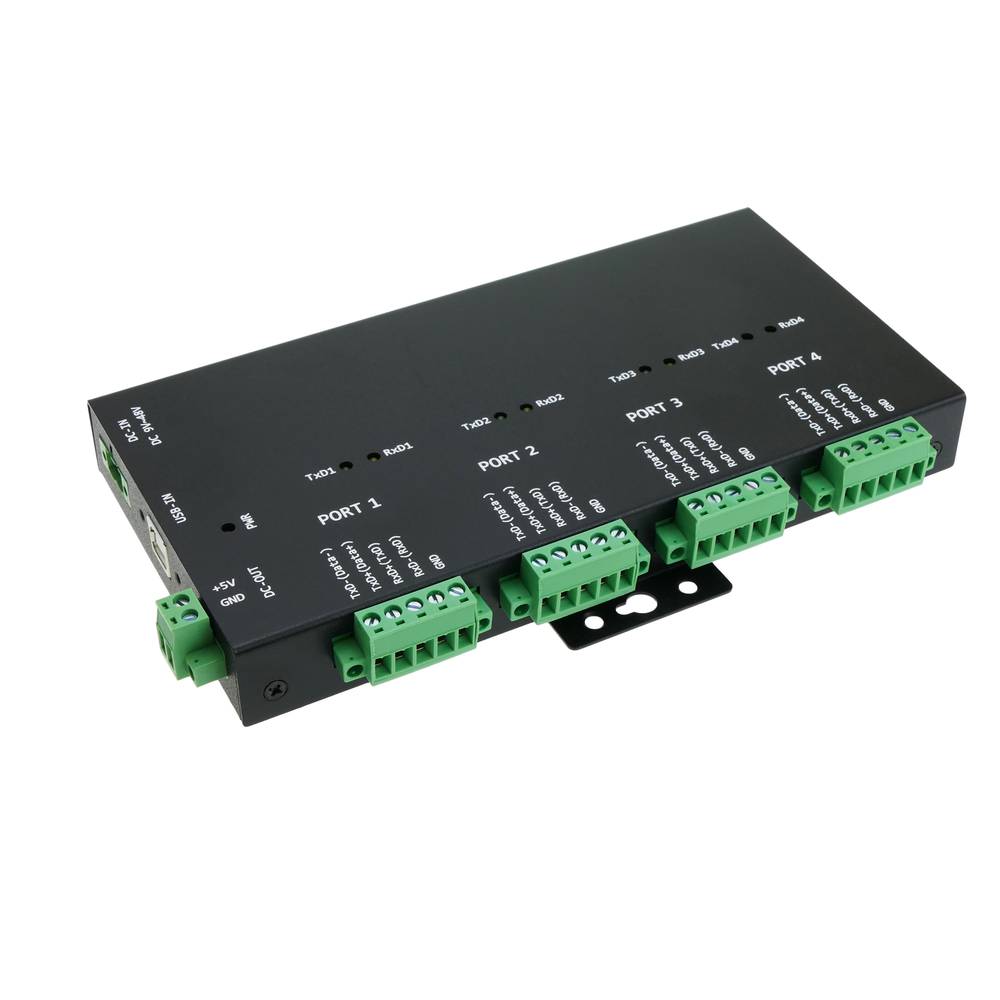 DC-IN
DC 9V-48V
USB-IN
PWR
+5V
GND
DC-OUT
TxD1
RxD1
PORT 1
TxD-(Data-)
TxD+(Data+)
RxD+(TxD)
RxD-(RxD)
GND
TxD2
RxD2
PORT 2
TxD-(Data-)
TxD+(Data+)
RxD+(TxD)
RxD-(RxD)
GND
TxD3
RxD3
PORT 3
TxD-(Data-)
TxD+(Data+)
RxD+(TxD)
RxD-(RxD)
GND
TxD4
RxD4
PORT 4
TxD-(Data-)
TxD+(Data+)
RxD+(TxD)
RxD-(RxD)
GND